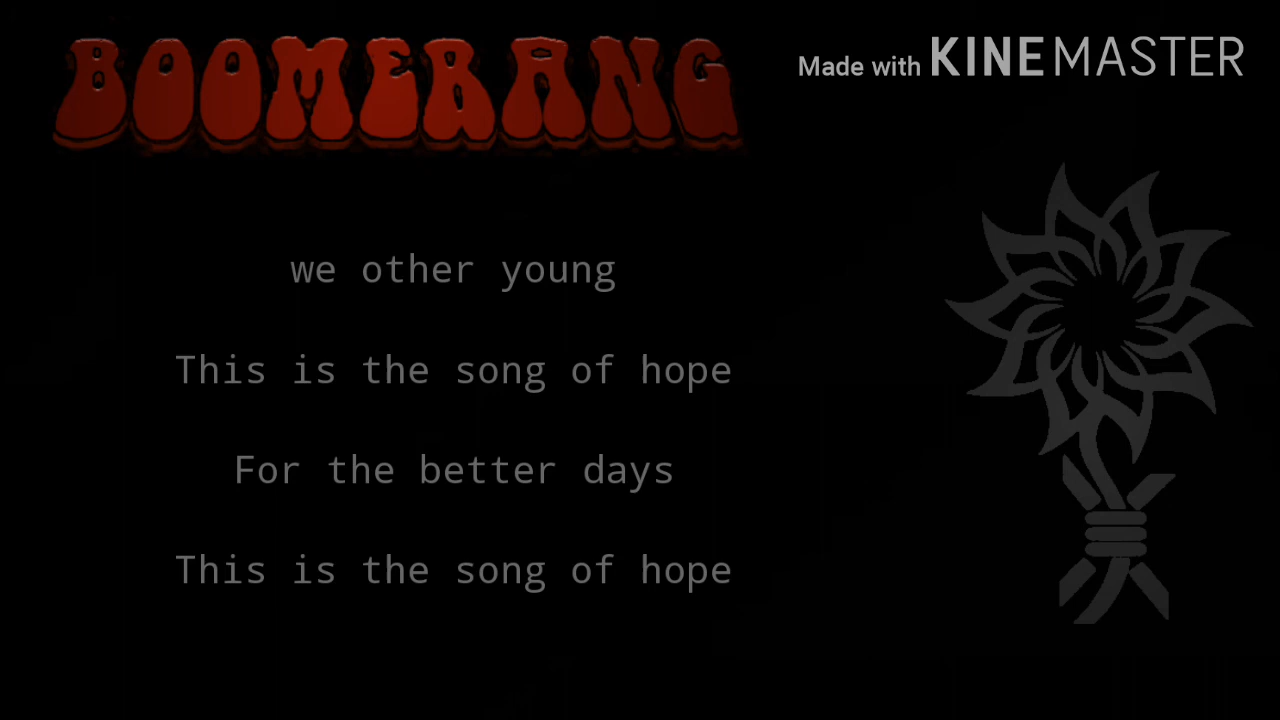 BOOMERANG
Made with KINEMASTER
we other young
This is the song of hope
For the better days
This is the song of hope